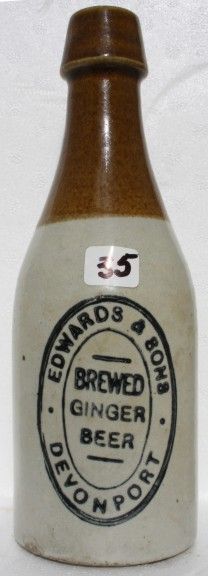 35
· EDWARDS & SONS ·
BREWED
GINGER
BEER
DEVONPORT